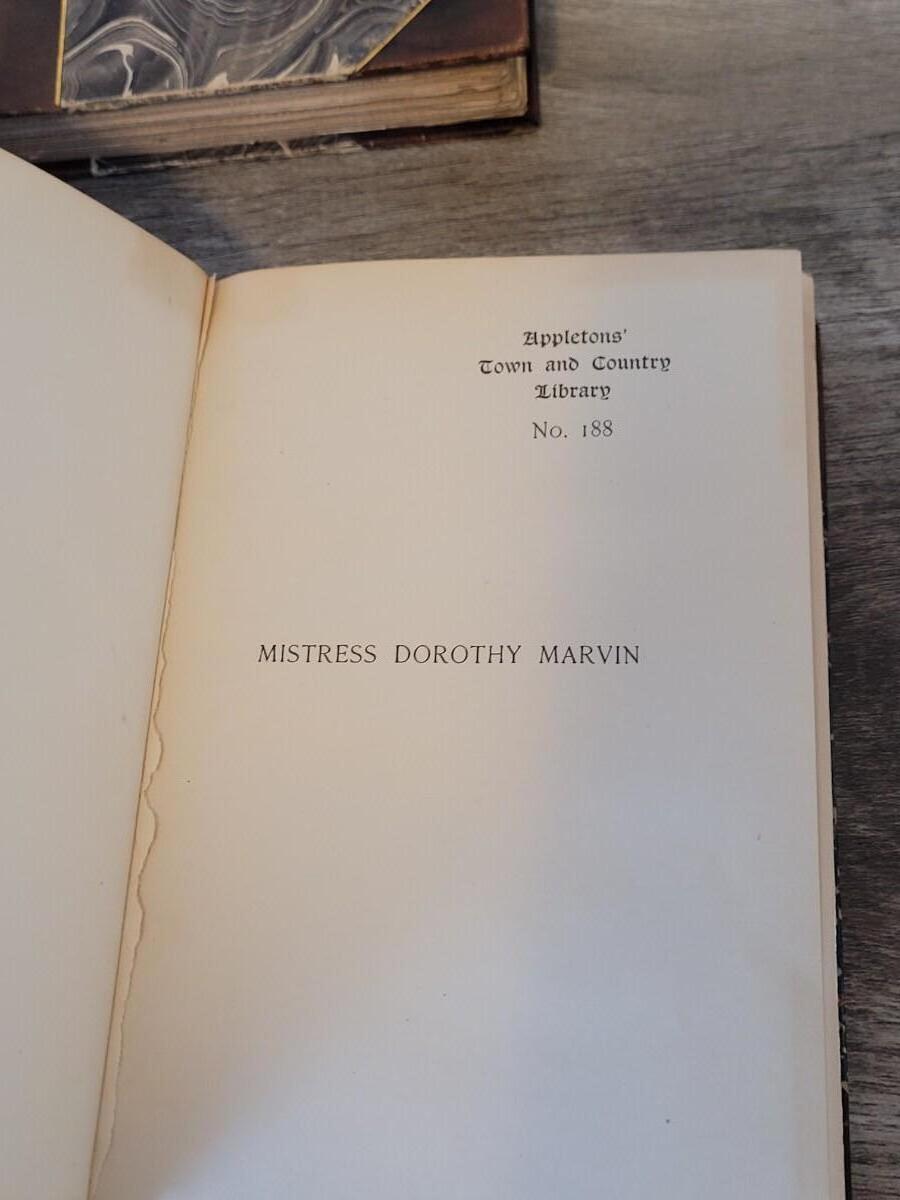 Appletons'
Town and Country
Library
No. 188
MISTRESS DOROTHY MARVIN